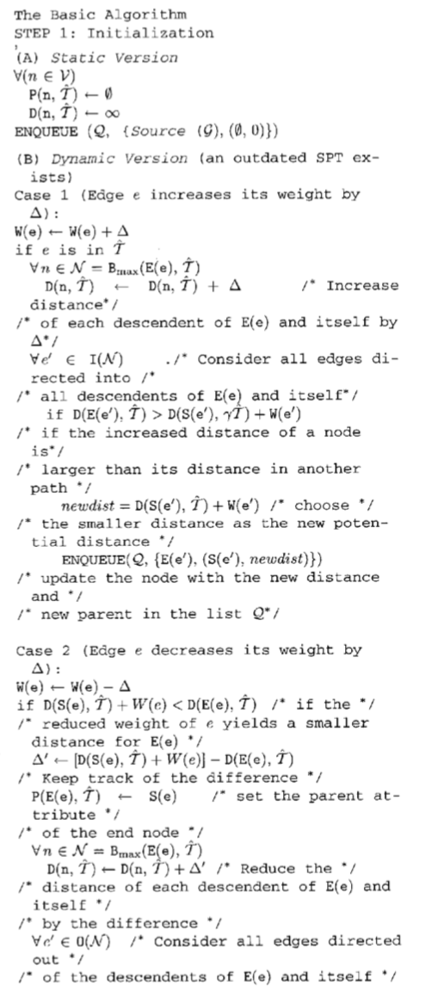 The Basic Algorithm
STEP 1: Initialization
,
(A) Static Version
∀(n ∈ V)
P(n, T̂) ← ∅
D(n, T̂) ← ∞
ENQUEUE (Q, {Source (G), (∅, 0)})
(B) Dynamic Version (an outdated SPT ex-
ists)
Case 1 (Edge e increases its weight by
Δ):
W(e) ← W(e) + Δ
if e is in T̂
∀n ∈ N = Bmax(E(e), T̂)
D(n, T̂) ← D(n, T̂) + Δ /* Increase
distance*/
/* of each descendent of E(e) and itself by
Δ*/
∀e′ ∈ I(N) ./* Consider all edges di-
rected into /*
/* all descendents of E(e) and itself*/
if D(E(e′), T̂) > D(S(e′), γT̂) + W(e′)
/* if the increased distance of a node
is*/
/* larger than its distance in another
path */
newdist = D(S(e′), T̂) + W(e′) /* choose */
/* the smaller distance as the new poten-
tial distance */
ENQUEUE(Q, {E(e′), (S(e′), newdist)})
/* update the node with the new distance
and */
/* new parent in the list Q*/
Case 2 (Edge e decreases its weight by
Δ):
W(e) ← W(e) − Δ
if D(S(e), T̂) + W(e) < D(E(e), T̂) /* if the */
/* reduced weight of e yields a smaller
distance for E(e) */
Δ′ ← [D(S(e), T̂) + W(e)] − D(E(e), T̂)
/* Keep track of the difference */
P(E(e), T̂) ← S(e) /* set the parent at-
tribute */
/* of the end node */
∀n ∈ N = Bmax(E(e), T̂)
D(n, T̂) ← D(n, T̂) + Δ′ /* Reduce the */
/* distance of each descendent of E(e) and
itself */
/* by the difference */
∀e′ ∈ O(N) /* Consider all edges directed
out */
/* of the descendents of E(e) and itself */